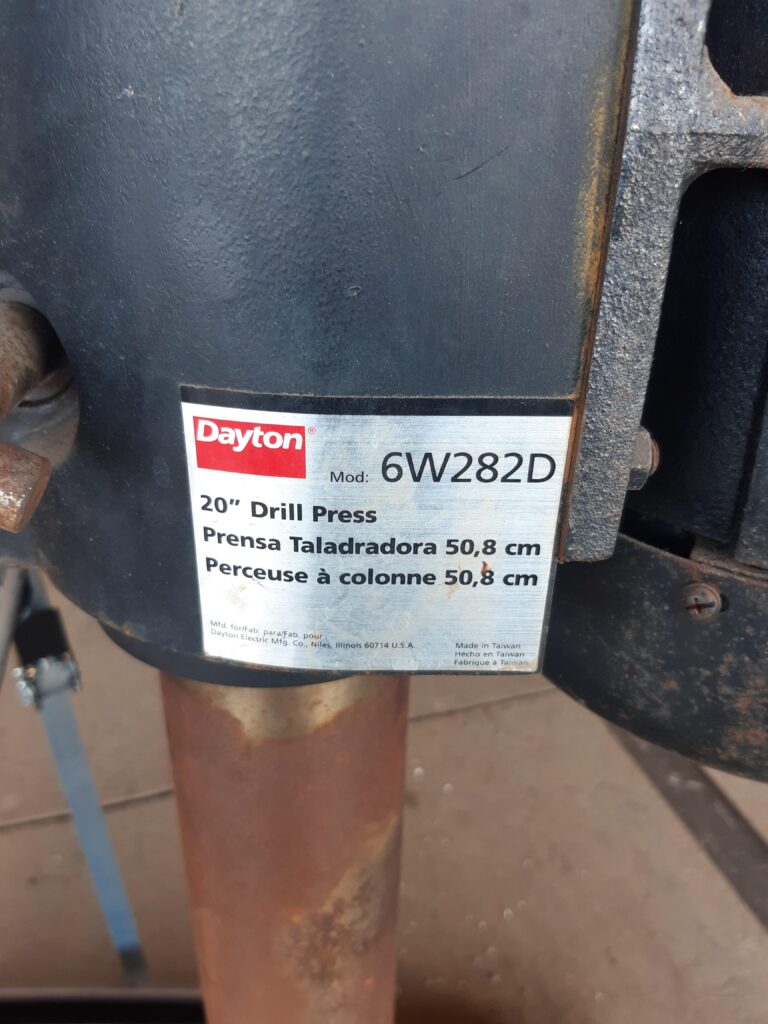 Dayton®
Mod: 6W282D
20” Drill Press
Prensa Taladradora 50,8 cm
Perceuse à colonne 50,8 cm
Mfd. for/Fab. para/Fab. pour
Dayton Electric Mfg. Co., Niles, Illinois 60714 U.S.A.
Made in Taiwan
Hecho en Taiwan
Fabriqué à Taiwan